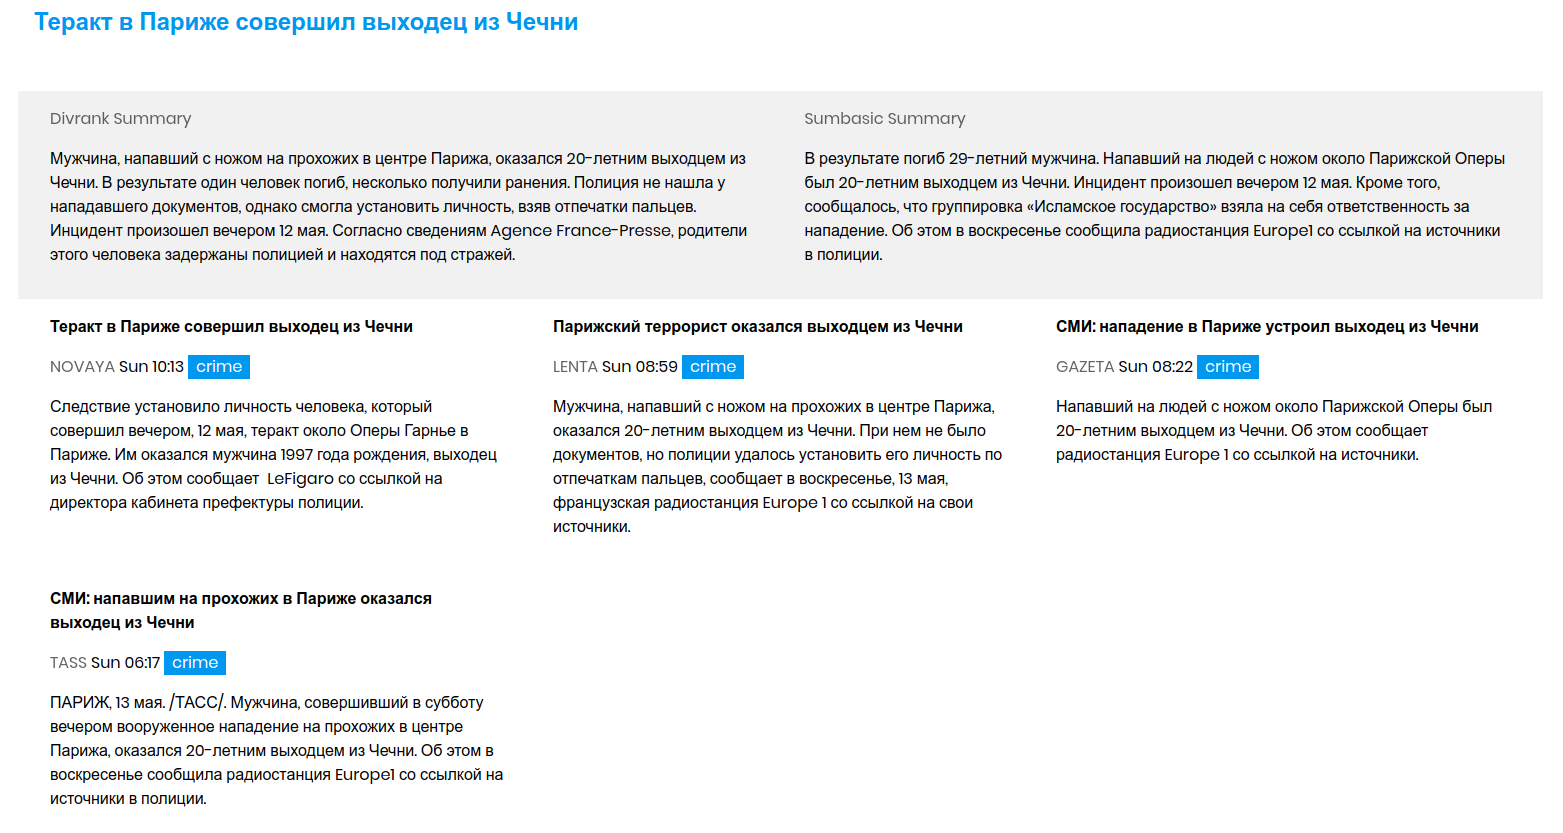 Теракт в Париже совершил выходец из Чечни
Divrank Summary
Мужчина, напавший с ножом на прохожих в центре Парижа, оказался 20-летним выходцем из
Чечни. В результате один человек погиб, несколько получили ранения. Полиция не нашла у
нападавшего документов, однако смогла установить личность, взяв отпечатки пальцев.
Инцидент произошел вечером 12 мая. Согласно сведениям Agence France-Presse, родители
этого человека задержаны полицией и находятся под стражей.
Sumbasic Summary
В результате погиб 29-летний мужчина. Напавший на людей с ножом около Парижской Оперы
был 20-летним выходцем из Чечни. Инцидент произошел вечером 12 мая. Кроме того,
сообщалось, что группировка «Исламское государство» взяла на себя ответственность за
нападение. Об этом в воскресенье сообщила радиостанция Europe1 со ссылкой на источники
в полиции.
Теракт в Париже совершил выходец из Чечни
NOVAYA Sun 10:13 crime
Следствие установило личность человека, который
совершил вечером, 12 мая, теракт около Оперы Гарнье в
Париже. Им оказался мужчина 1997 года рождения, выходец
из Чечни. Об этом сообщает LeFigaro со ссылкой на
директора кабинета префектуры полиции.
Парижский террорист оказался выходцем из Чечни
LENTA Sun 08:59 crime
Мужчина, напавший с ножом на прохожих в центре Парижа,
оказался 20-летним выходцем из Чечни. При нем не было
документов, но полиции удалось установить его личность по
отпечаткам пальцев, сообщает в воскресенье, 13 мая,
французская радиостанция Europe 1 со ссылкой на свои
источники.
СМИ: нападение в Париже устроил выходец из Чечни
GAZETA Sun 08:22 crime
Напавший на людей с ножом около Парижской Оперы был
20-летним выходцем из Чечни. Об этом сообщает
радиостанция Europe 1 со ссылкой на источники.
СМИ: напавшим на прохожих в Париже оказался
выходец из Чечни
TASS Sun 06:17 crime
ПАРИЖ, 13 мая. /ТАСС/. Мужчина, совершивший в субботу
вечером вооруженное нападение на прохожих в центре
Парижа, оказался 20-летним выходцем из Чечни. Об этом в
воскресенье сообщила радиостанция Europe1 со ссылкой на
источники в полиции.